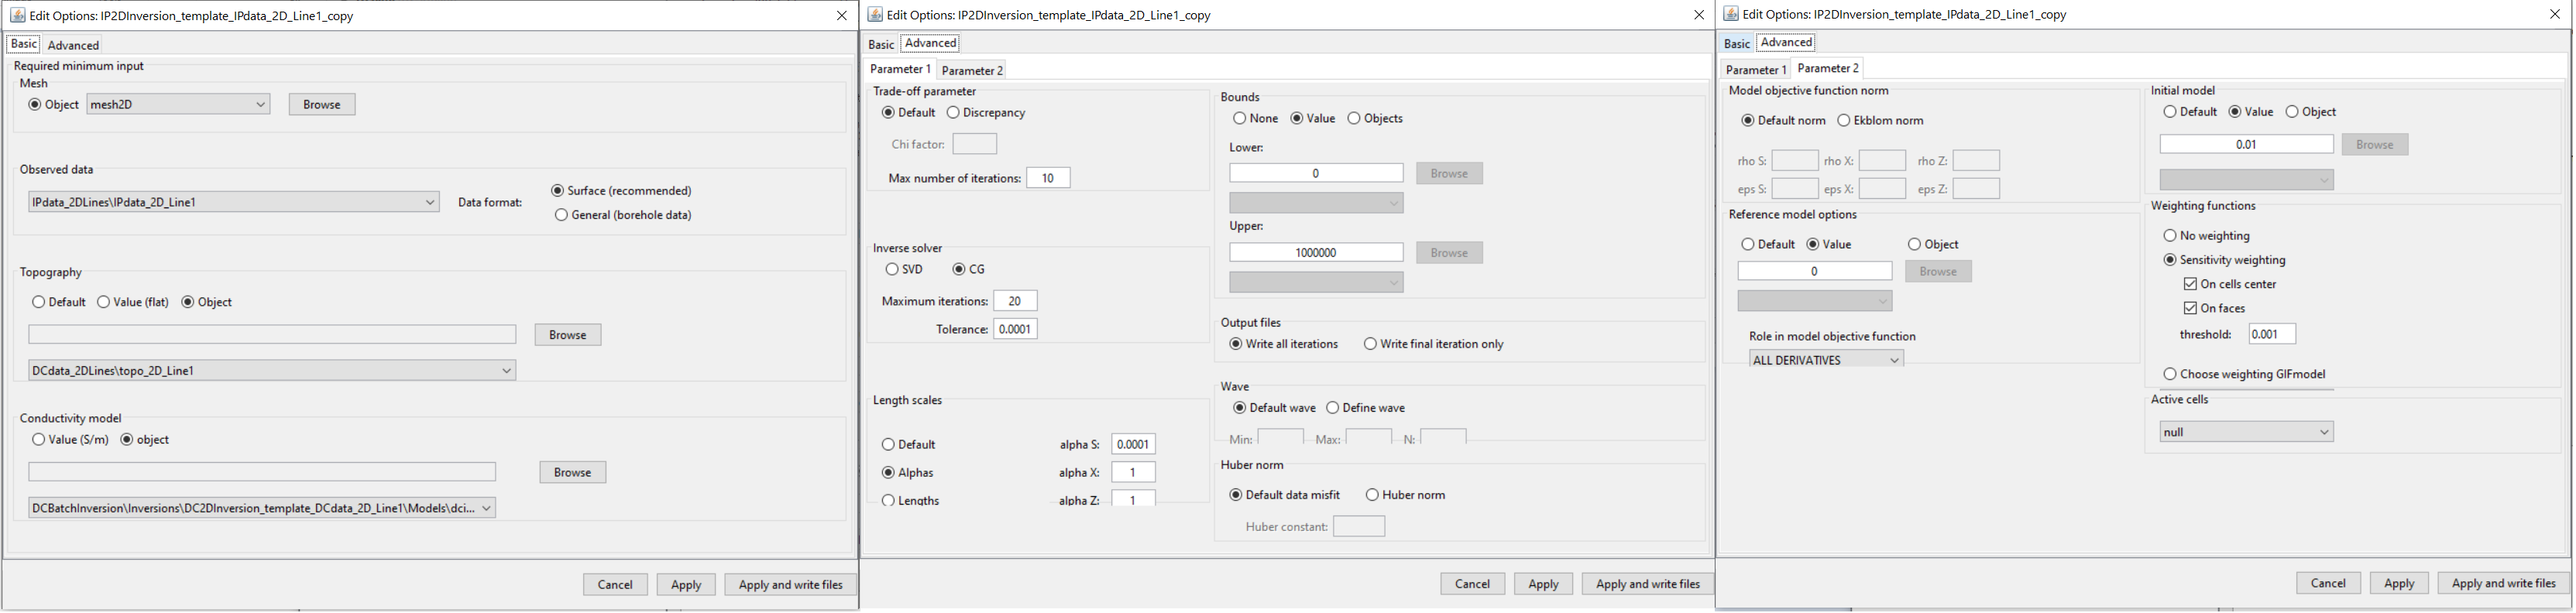 Edit Options: IP2DInversion_template_IPdata_2D_Line1_copy
Basic Advanced
Required minimum input
Mesh
Object mesh2D Browse
Observed data
IPdata_2DLines\IPdata_2D_Line1 Data format: Surface (recommended)
General (borehole data)
Topography
Default Value (flat) Object
Browse
DCdata_2DLines\topo_2D_Line1
Conductivity model
Value (S/m) object
Browse
DCBatchInversion\Inversions\DC2DInversion_template_DCdata_2D_Line1\Models\dci...
Cancel Apply Apply and write files
Edit Options: IP2DInversion_template_IPdata_2D_Line1_copy
Basic Advanced
Parameter 1 Parameter 2
Trade-off parameter
Default Discrepancy
Chi factor:
Max number of iterations: 10
Inverse solver
SVD CG
Maximum iterations: 20
Tolerance: 0.0001
Length scales
Default alpha S: 0.0001
Alphas alpha X: 1
Lengths alpha Z: 1
Bounds
None Value Objects
Lower:
0 Browse
Upper:
1000000 Browse
Output files
Write all iterations Write final iteration only
Wave
Default wave Define wave
Min: Max: N:
Huber norm
Default data misfit Huber norm
Huber constant:
Cancel Apply Apply and write files
Edit Options: IP2DInversion_template_IPdata_2D_Line1_copy
Basic Advanced
Parameter 1 Parameter 2
Model objective function norm
Default norm Ekblom norm
rho S: rho X: rho Z:
eps S: eps X: eps Z:
Reference model options
Default Value Object
0 Browse
Role in model objective function
ALL DERIVATIVES
Initial model
Default Value Object
0.01 Browse
Weighting functions
No weighting
Sensitivity weighting
On cells center
On faces
threshold: 0.001
Choose weighting GIFmodel
Active cells
null
Cancel Apply Apply and write files